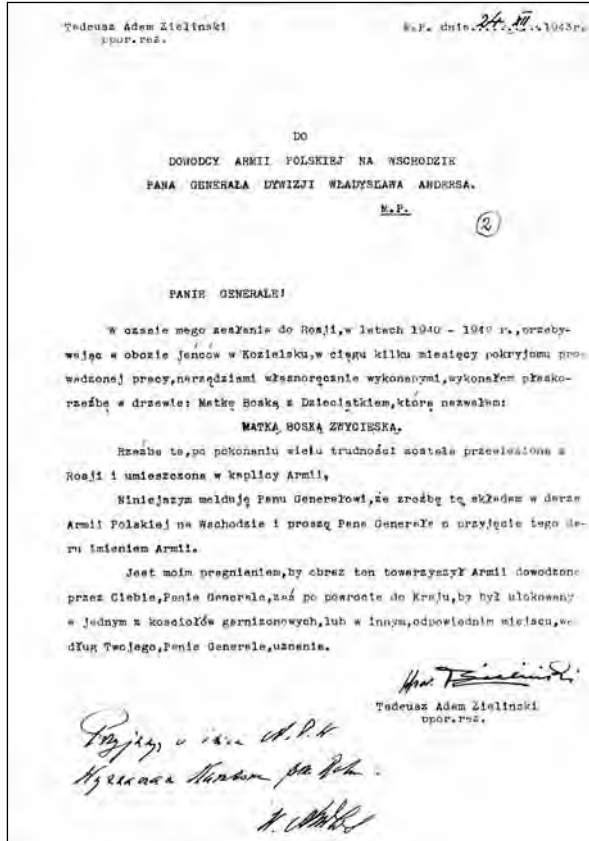 Tadeusz Adam Zielinski
ppor.rez.
M.P. dnia 24. XII. 1943r.
DO
DOWODCY ARMII POLSKIEJ NA WSCHODZIE
PANA GENERAŁA DYWIZJI WŁADYSŁAWA ANDERSA.
M.P.
2
PANIE GENERALE!
W czasie mego zesłania do Rosji,w latach 1940 - r.,przeby-
wając w obozie jeńców w Kozielsku,w ciągu kilku miesięcy pokryjomu pro-
wadzonej pracy,narzędziami własnoręcznie wykonanymi,wykonałem płasko-
rzeźbę w drzewie: Matkę Boską z Dzieciątkiem,którą nazwałem:
MATKĄ BOSKĄ ZWYCIĘSKĄ.
Rzeźba ta,po pokonaniu wielu trudności została przewieziona z
Rosji i umieszczona w kaplicy Armii.
Niniejszym melduję Panu Generałowi,że rzeźbę tę składam w darze
Armii Polskiej na Wschodzie i proszę Pana Generała o przyjęcie tego da-
ru imieniem Armii.
Jest moim pragnieniem,by obraz ten towarzyszył Armii dowodzonej
przez Ciebie,Panie Generale,zaś po powrocie do Kraju,by był ulokowany
w jednym z kosciołów garnizonowych,lub w innym,odpowiednim miejscu,we-
dług Twojego,Panie Generale,uznania.
Zieliński
Tadeusz Adam Zielinski
ppor.rez.
Przyjmuję w